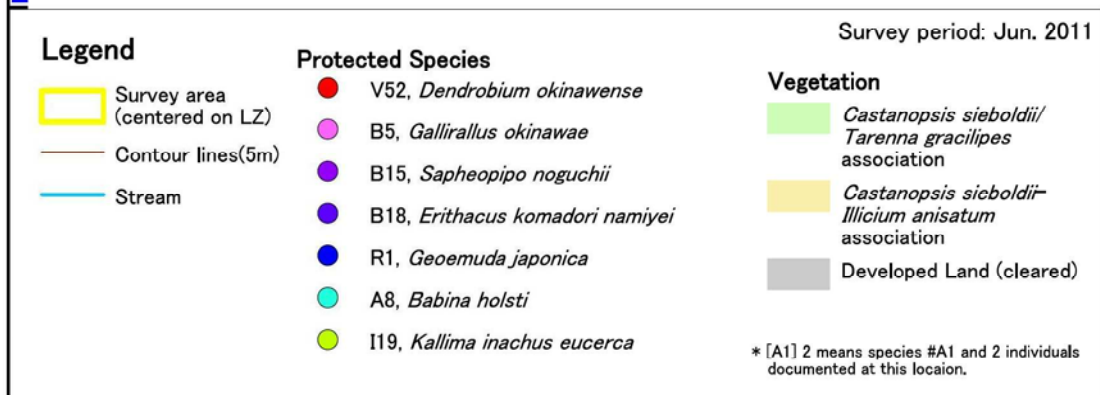 Survey period: Jun. 2011
Legend
Survey area
(centered on LZ)
Contour lines(5m)
Stream
Protected Species
V52, Dendrobium okinawense
B5, Gallirallus okinawae
B15, Sapheopipo noguchii
B18, Erithacus komadori namiyei
R1, Geoemuda japonica
A8, Babina holsti
I19, Kallima inachus eucerca
Vegetation
Castanopsis sieboldii/
Tarenna gracilipes
association
Castanopsis sieboldii-
Illicium anisatum
association
Developed Land (cleared)
* [A1] 2 means species #A1 and 2 individuals
documented at this locaion.